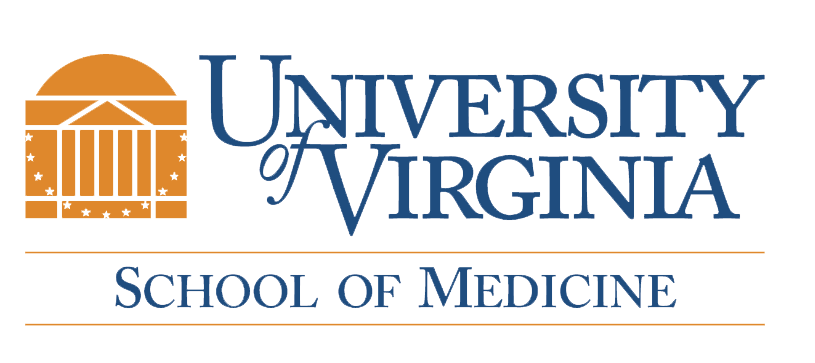 UNIVERSITY
of VIRGINIA
SCHOOL OF MEDICINE